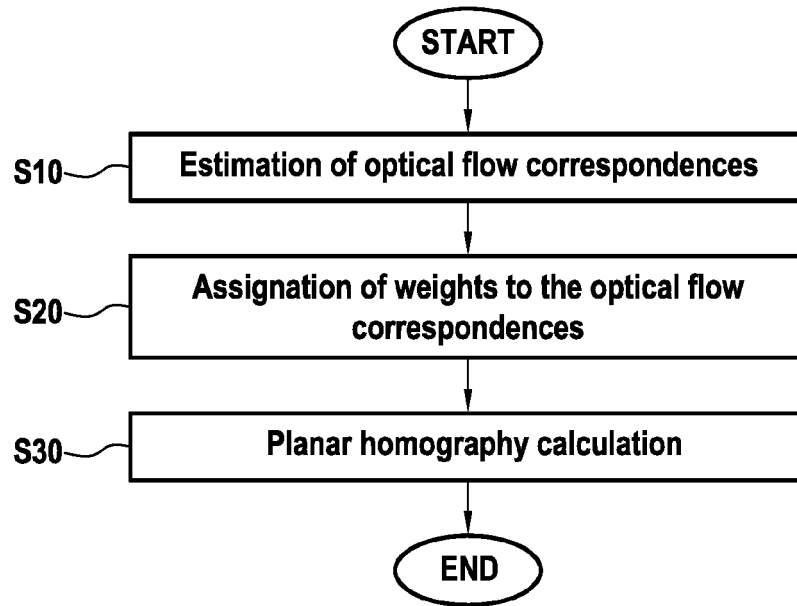 START
S10
Estimation of optical flow correspondences
S20
Assignation of weights to the optical flow
correspondences
S30
Planar homography calculation
END